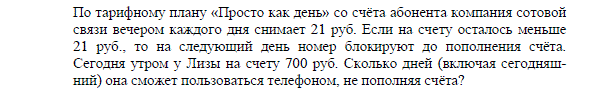 По тарифному плану «Просто как день» со счёта абонента компания сотовой
связи вечером каждого дня снимает 21 руб. Если на счету осталось меньше
21 руб., то на следующий день номер блокируют до пополнения счёта.
Сегодня утром у Лизы на счету 700 руб. Сколько дней (включая сегодняш-
ний) она сможет пользоваться телефоном, не пополняя счёта?